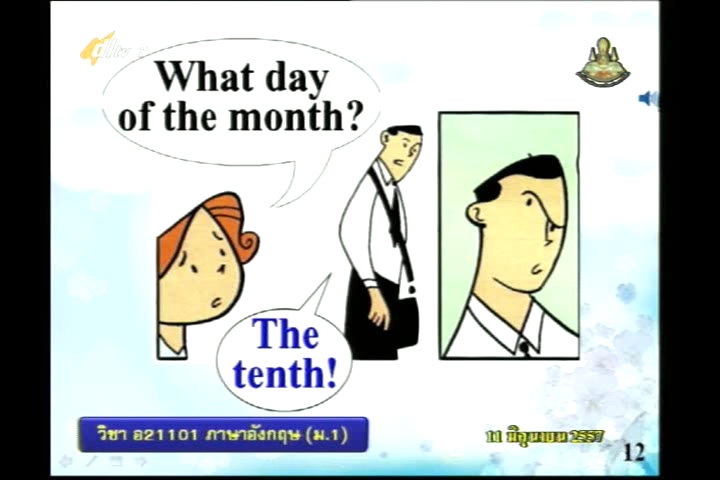 What day
of the month?
The
tenth!
วิชา อ21101 ภาษาอังกฤษ (ม.1)
11 มิถุนายน 2557
12